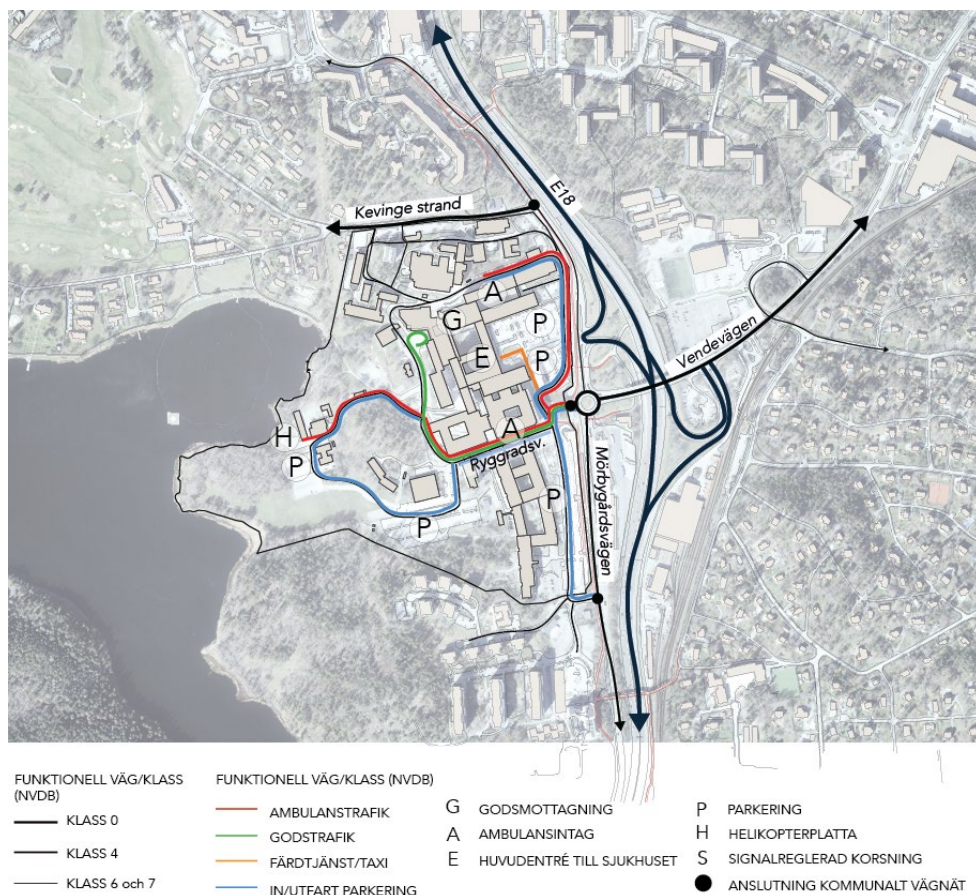 E18
Kevinge strand
A
G
P
E
P
Vendevägen
A
H
Ryggradsv.
P
P
P
Mörbygårdsvägen
FUNKTIONELL VÄG/KLASS
(NVDB)
KLASS 0
KLASS 4
KLASS 6 och 7
FUNKTIONELL VÄG/KLASS (NVDB)
AMBULANSTRAFIK
GODSTRAFIK
FÄRDTJÄNST/TAXI
IN/UTFART PARKERING
G GODSMOTTAGNING
A AMBULANSINTAG
E HUVUDENTRÉ TILL SJUKHUSET
P PARKERING
H HELIKOPTERPLATTA
S SIGNALREGLERAD KORSNING
ANSLUTNING KOMMUNALT VÄGNÄT